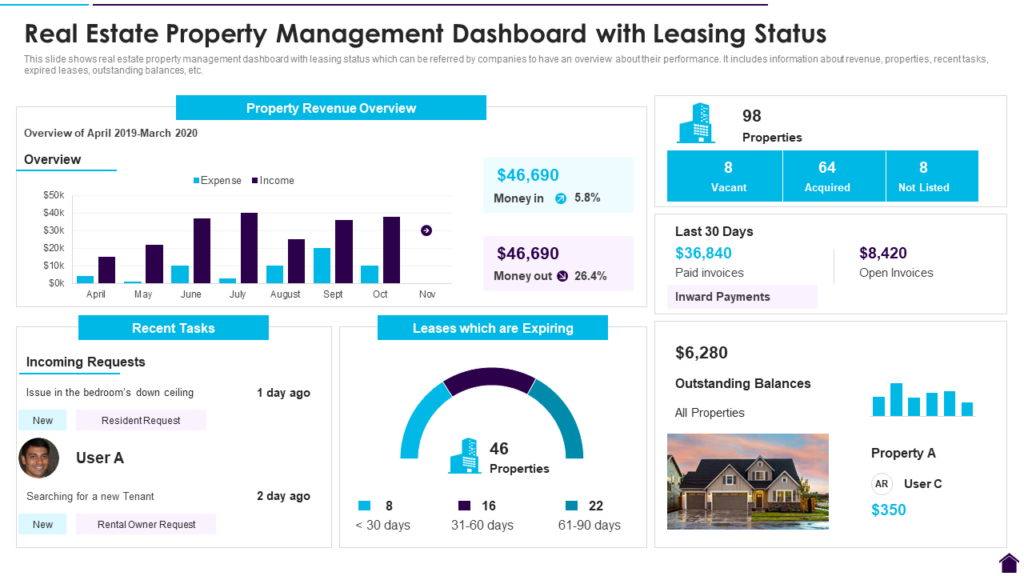 Real Estate Property Management Dashboard with Leasing Status
This slide shows real estate property management dashboard with leasing status which can be referred by companies to have an overview about their performance. It includes information about revenue, properties, recent tasks,
expired leases, outstanding balances, etc.
Property Revenue Overview
Overview of April 2019-March 2020
Overview
Expense Income
$50k
$40k
$30k
$20k
$10k
$0k
April May June July August Sept Oct Nov
$46,690
Money in 5.8%
$46,690
Money out 26.4%
98
Properties
8 64 8
Vacant Acquired Not Listed
Last 30 Days
$36,840 $8,420
Paid invoices Open Invoices
Inward Payments
Recent Tasks
Incoming Requests
Issue in the bedroom's down ceiling 1 day ago
New Resident Request
User A
Searching for a new Tenant 2 day ago
New Rental Owner Request
Leases which are Expiring
46
Properties
8 16 22
< 30 days 31-60 days 61-90 days
$6,280
Outstanding Balances
All Properties
Property A
AR User C
$350